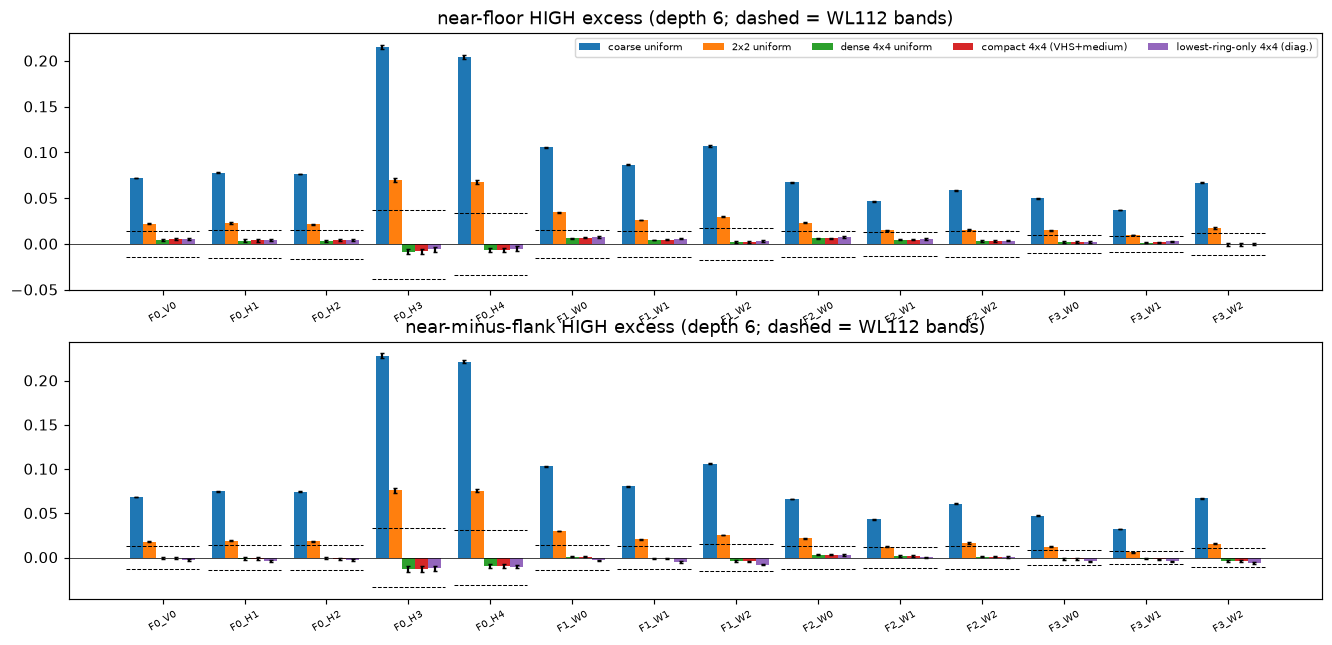 near-floor HIGH excess (depth 6; dashed = WL112 bands)
coarse uniform 2x2 uniform dense 4x4 uniform compact 4x4 (VHS+medium) lowest-ring-only 4x4 (diag.)
0.20
0.15
0.10
0.05
0.00
−0.05
F0_V0 F0_H1 F0_H2 F0_H3 F0_H4 F1_W0 F1_W1 F1_W2 F2_W0 F2_W1 F2_W2 F3_W0 F3_W1 F3_W2
near-minus-flank HIGH excess (depth 6; dashed = WL112 bands)
0.20
0.15
0.10
0.05
0.00
F0_V0 F0_H1 F0_H2 F0_H3 F0_H4 F1_W0 F1_W1 F1_W2 F2_W0 F2_W1 F2_W2 F3_W0 F3_W1 F3_W2